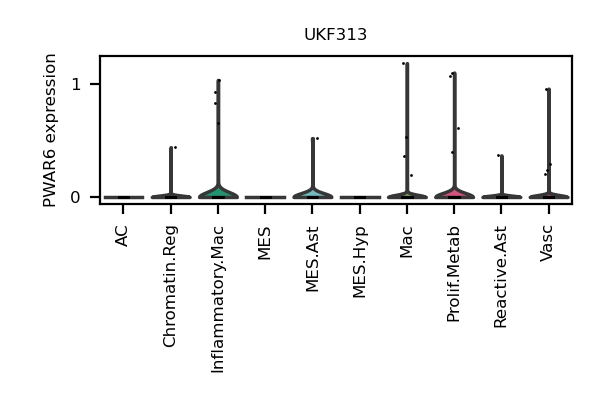 UKF313
PWAR6 expression
1
0
AC
Chromatin.Reg
Inflammatory.Mac
MES
MES.Ast
MES.Hyp
Mac
Prolif.Metab
Reactive.Ast
Vasc